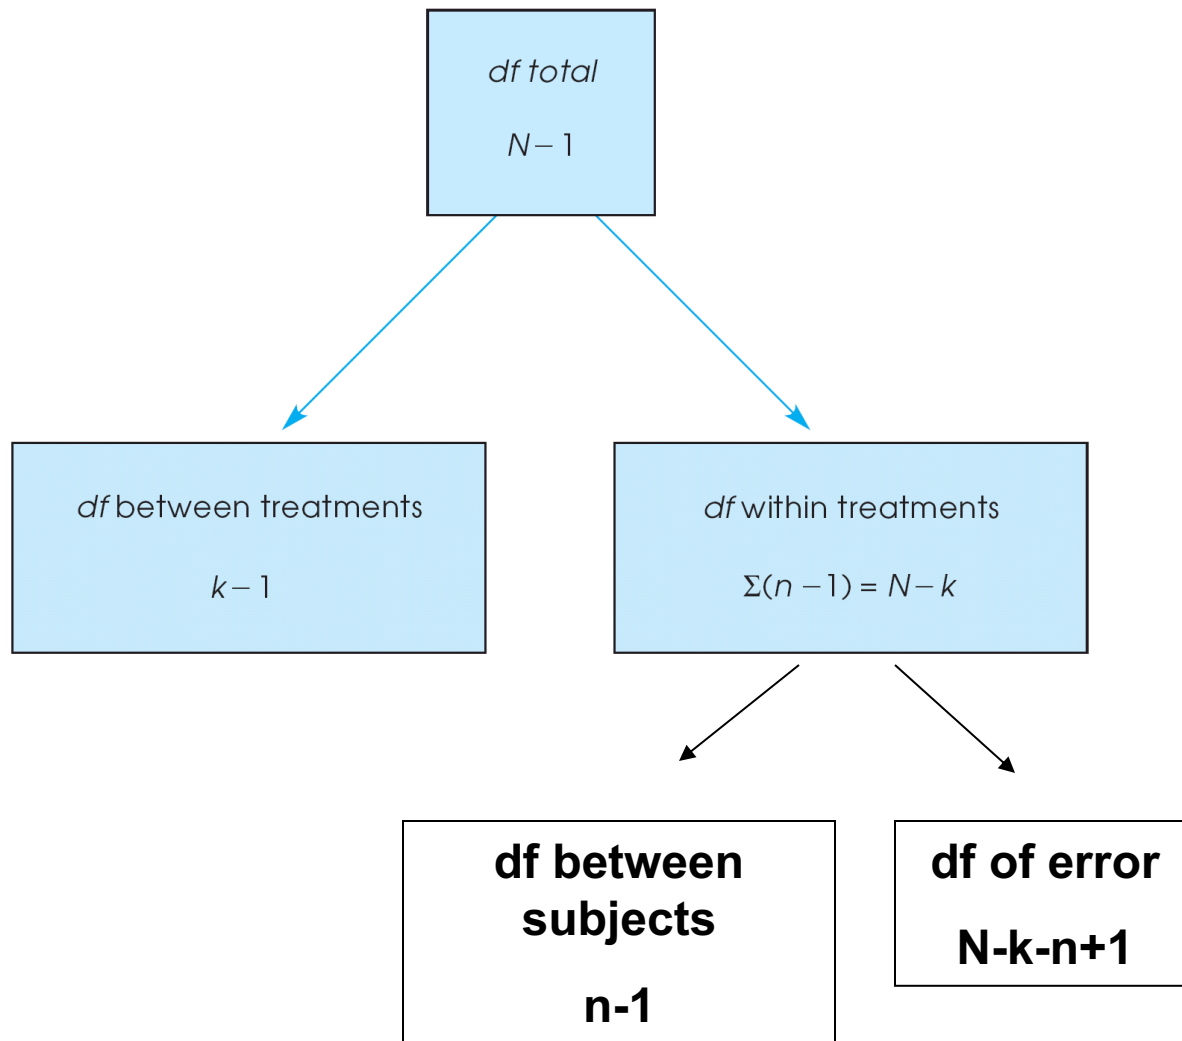 df total
N – 1
df between treatments
k – 1
df within treatments
Σ(n – 1) = N – k
df between
subjects
n-1
df of error
N-k-n+1